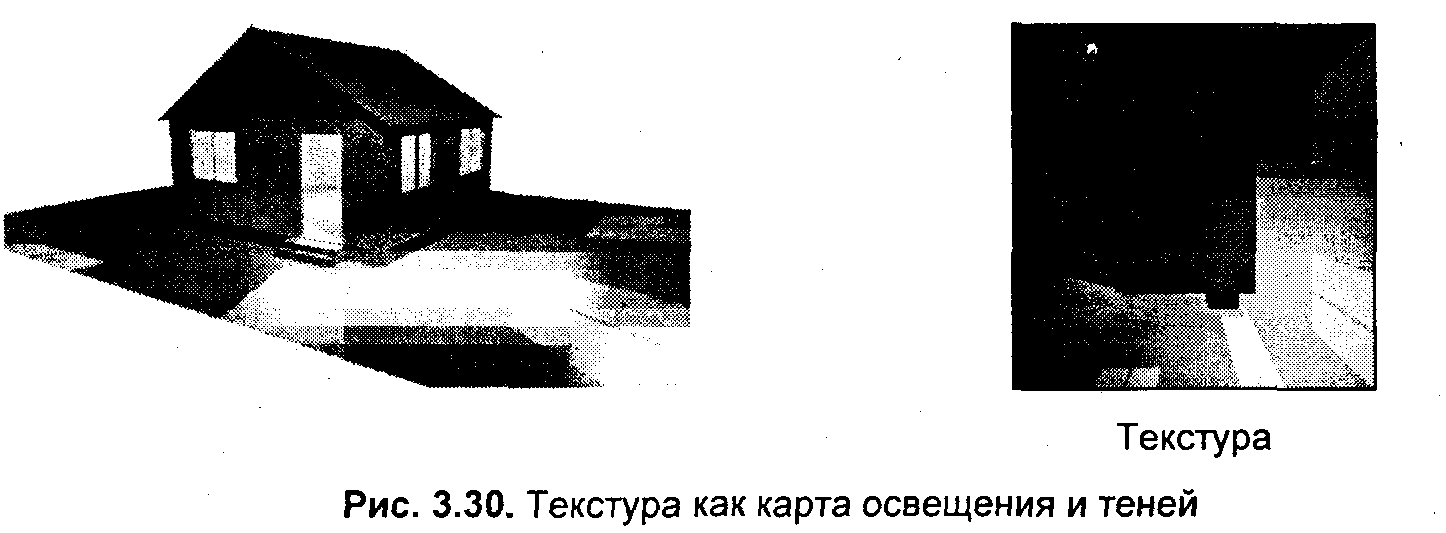 Текстура
Рис. 3.30. Текстура как карта освещения и теней